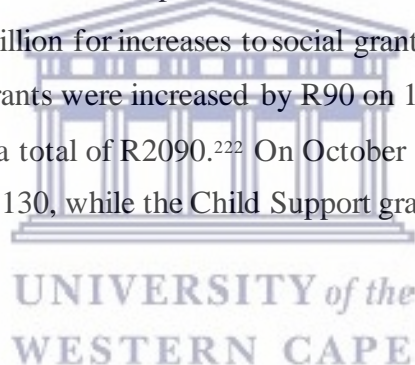 illion for increases to social grant
rants were increased by R90 on 1
a total of R2090.222 On October
130, while the Child Support gra
UNIVERSITY of the
WESTERN CAPE